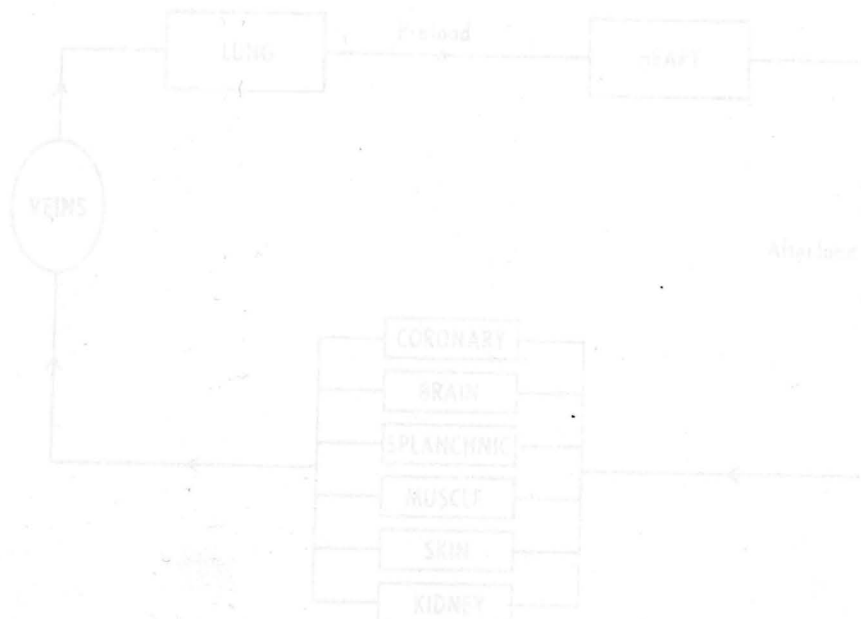 LUNG
Preload
HEART
VEINS
Afterload
CORONARY
BRAIN
SPLANCHNIC
MUSCLE
SKIN
KIDNEY